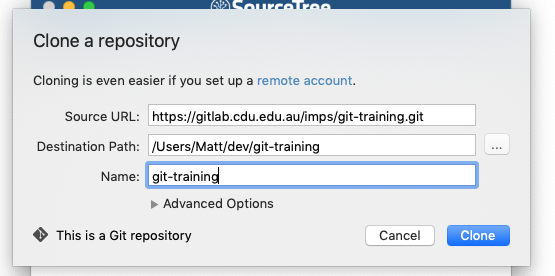 SourceTree
Clone a repository
Cloning is even easier if you set up a remote account.
Source URL: https://gitlab.cdu.edu.au/imps/git-training.git
Destination Path: /Users/Matt/dev/git-training ...
Name: git-training
Advanced Options
This is a Git repository Cancel Clone